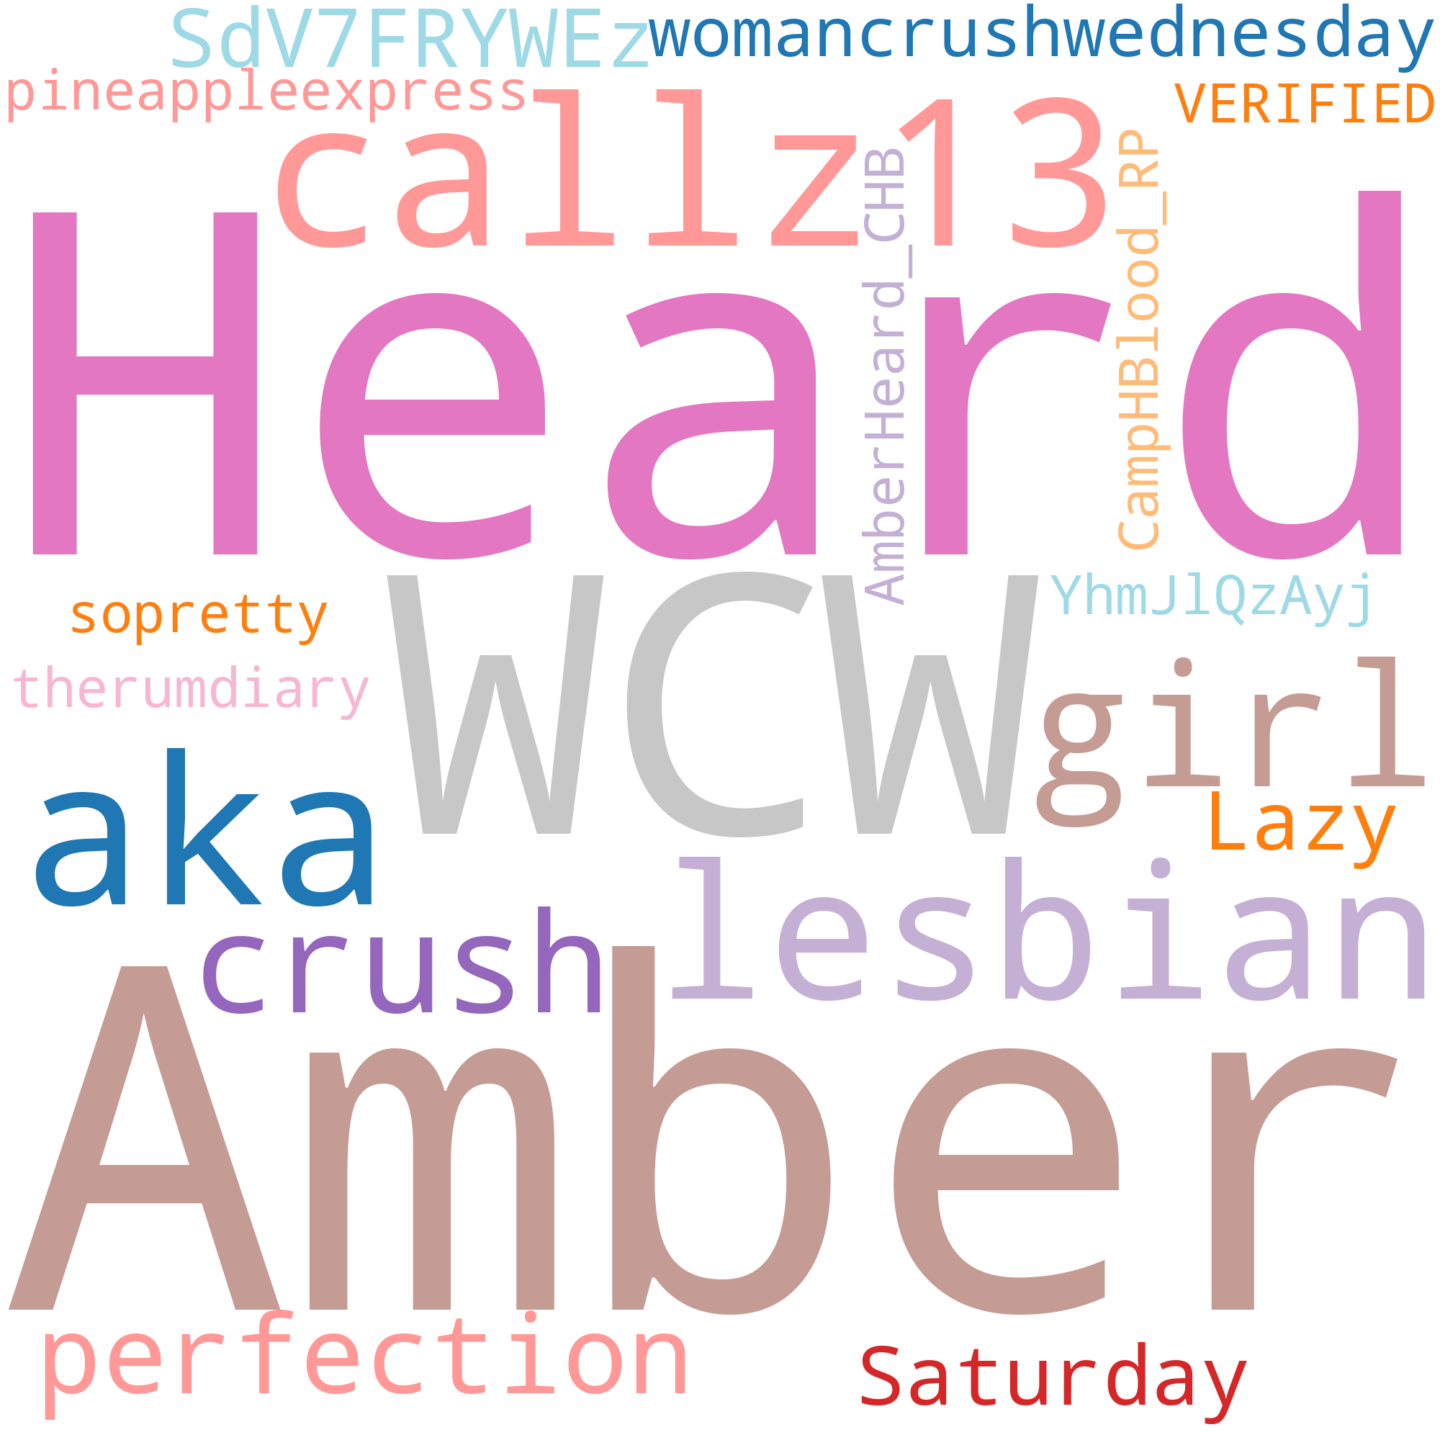 SdV7FRYWEz
womancrushwednesday
pineappleexpress
VERIFIED
callz13
AmberHeard_CHB
CampHBlood_RP
Heard
WCW
YhmJlQzAyj
sopretty
therumdiary
girl
aka
Lazy
lesbian
crush
Amber
perfection
Saturday